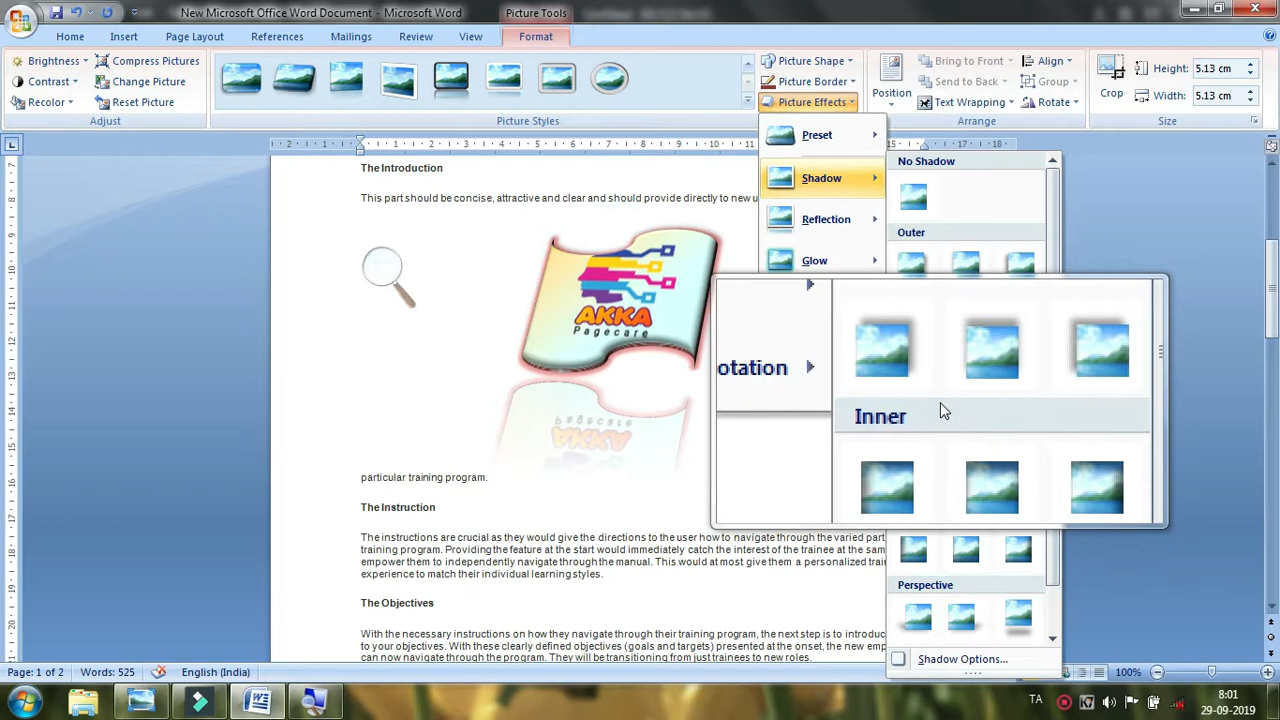 New Microsoft Office Word Document - Microsoft Word
Picture Tools
Home Insert Page Layout References Mailings Review View Format
Brightness Compress Pictures
Contrast Change Picture
Recolor Reset Picture
Adjust
Picture Styles
Picture Shape
Picture Border
Picture Effects
Position
Bring to Front
Send to Back
Text Wrapping
Align
Group
Rotate
Arrange
Crop
Height: 5.13 cm
Width: 5.13 cm
Size
Preset
Shadow
Reflection
Glow
otation
No Shadow
Outer
Inner
Perspective
Shadow Options...
The Introduction
This part should be concise, attractive and clear and should provide directly to new u
AKKA
Pagecare
particular training program.
The Instruction
The instructions are crucial as they would give the directions to the user how to navigate through the varied part
training program. Providing the feature at the start would immediately catch the interest of the trainee at the sam
empower them to independently navigate through the manual. This would at most give them a personalized train
experience to match their individual learning styles.
The Objectives
With the necessary instructions on how they navigate through their training program, the next step is to introduc
to your objectives. With these clearly defined objectives (goals and targets) presented at the onset, the new emp
can now navigate through the program. They will be transitioning from just trainees to new roles.
Page: 1 of 2 Words: 525 English (India) 100%
TA
8:01
29-09-2019